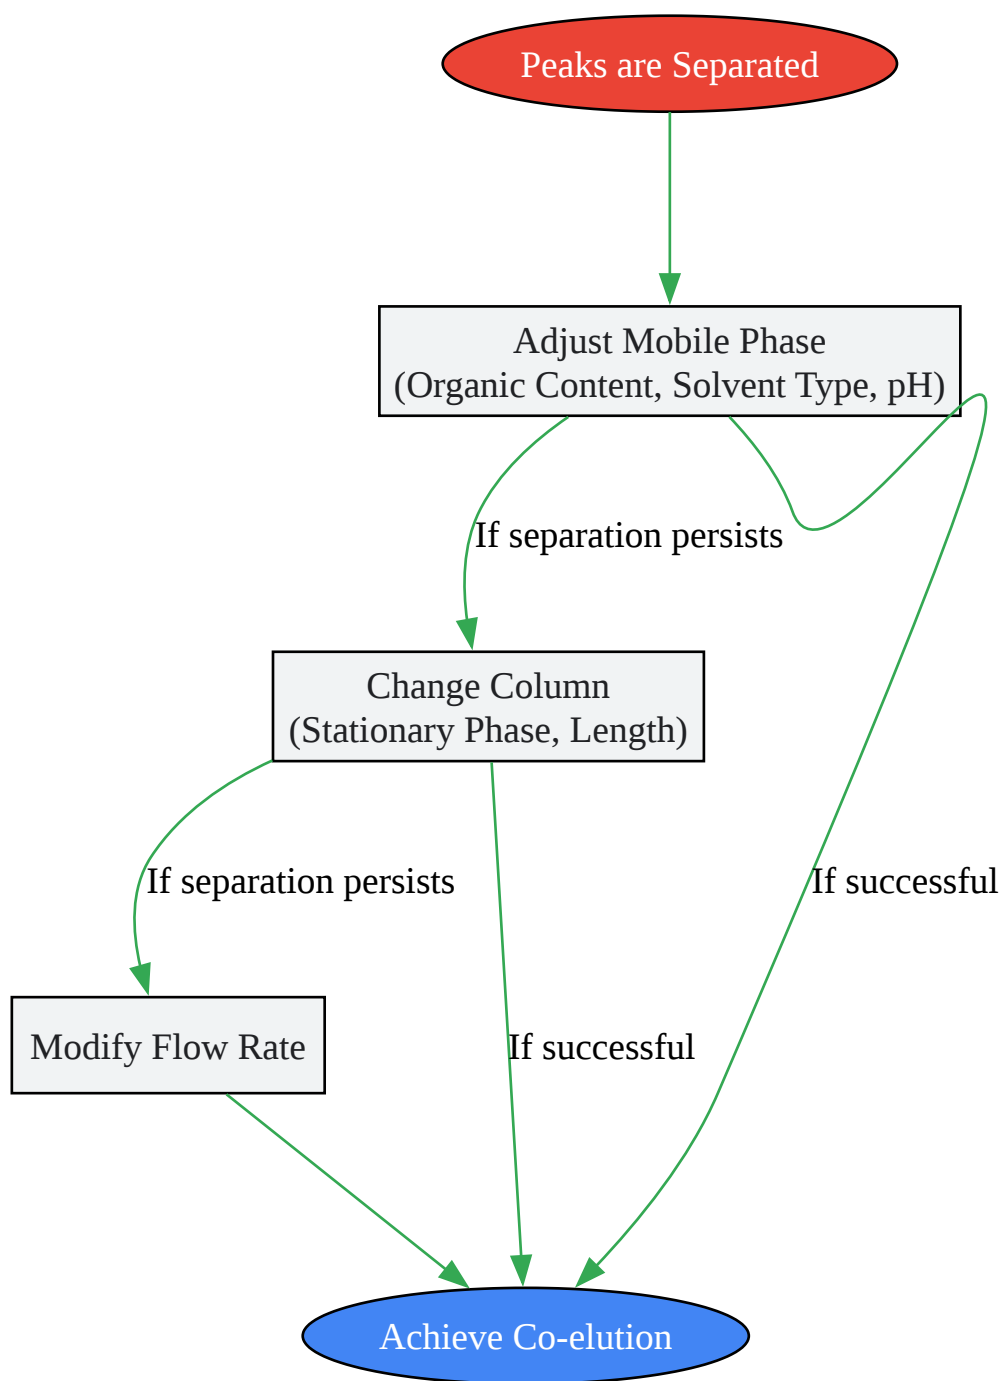 Peaks are Separated
Adjust Mobile Phase
(Organic Content, Solvent Type, pH)
If separation persists
Change Column
(Stationary Phase, Length)
If separation persists
If successful
Modify Flow Rate
If successful
Achieve Co-elution